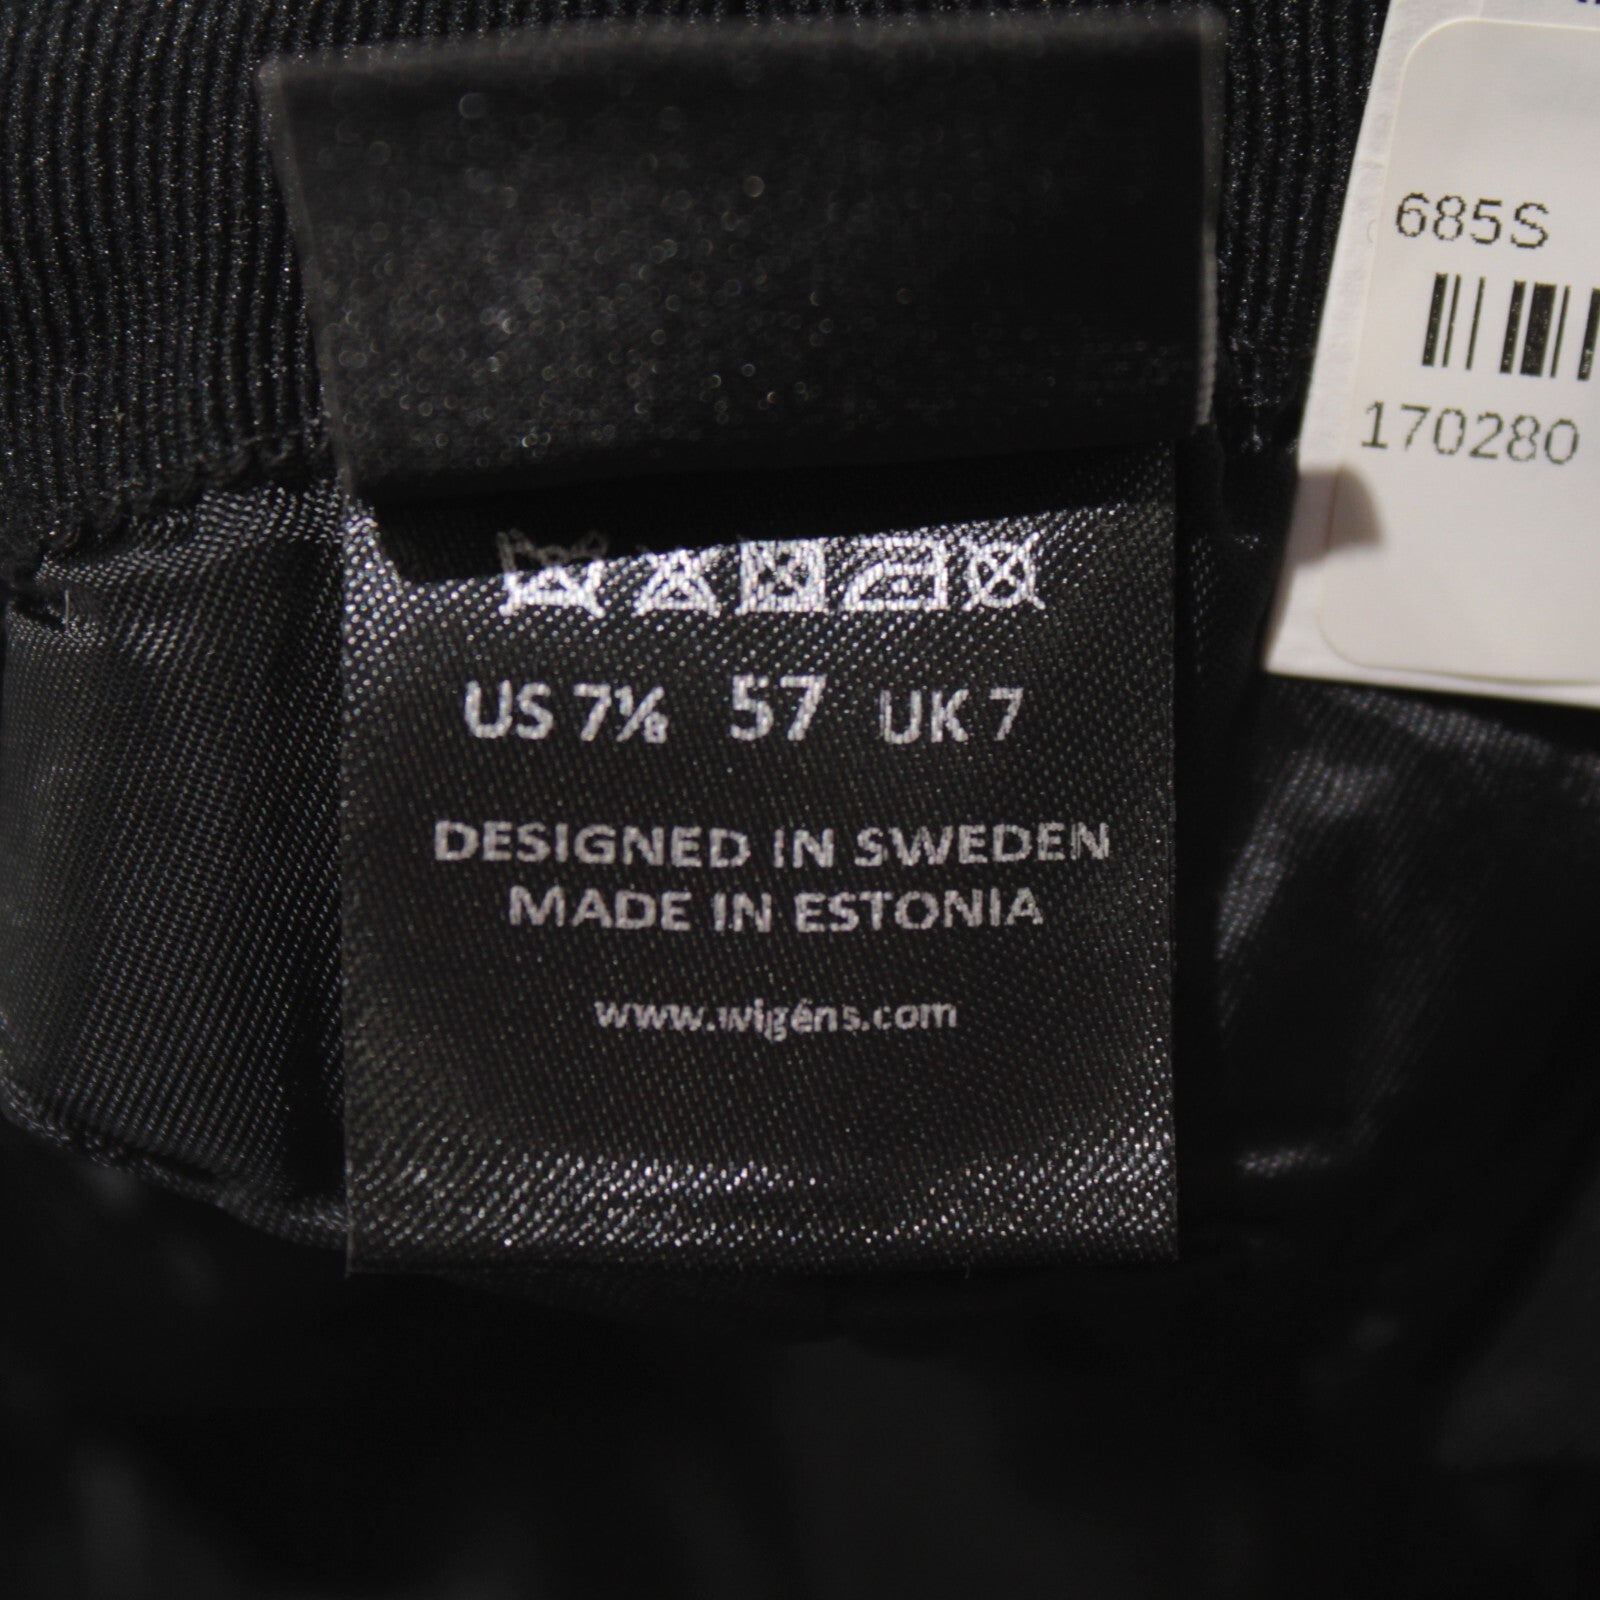 US 7⅛ 57 UK 7
DESIGNED IN SWEDEN
MADE IN ESTONIA
www.wigéns.com
685S
170280